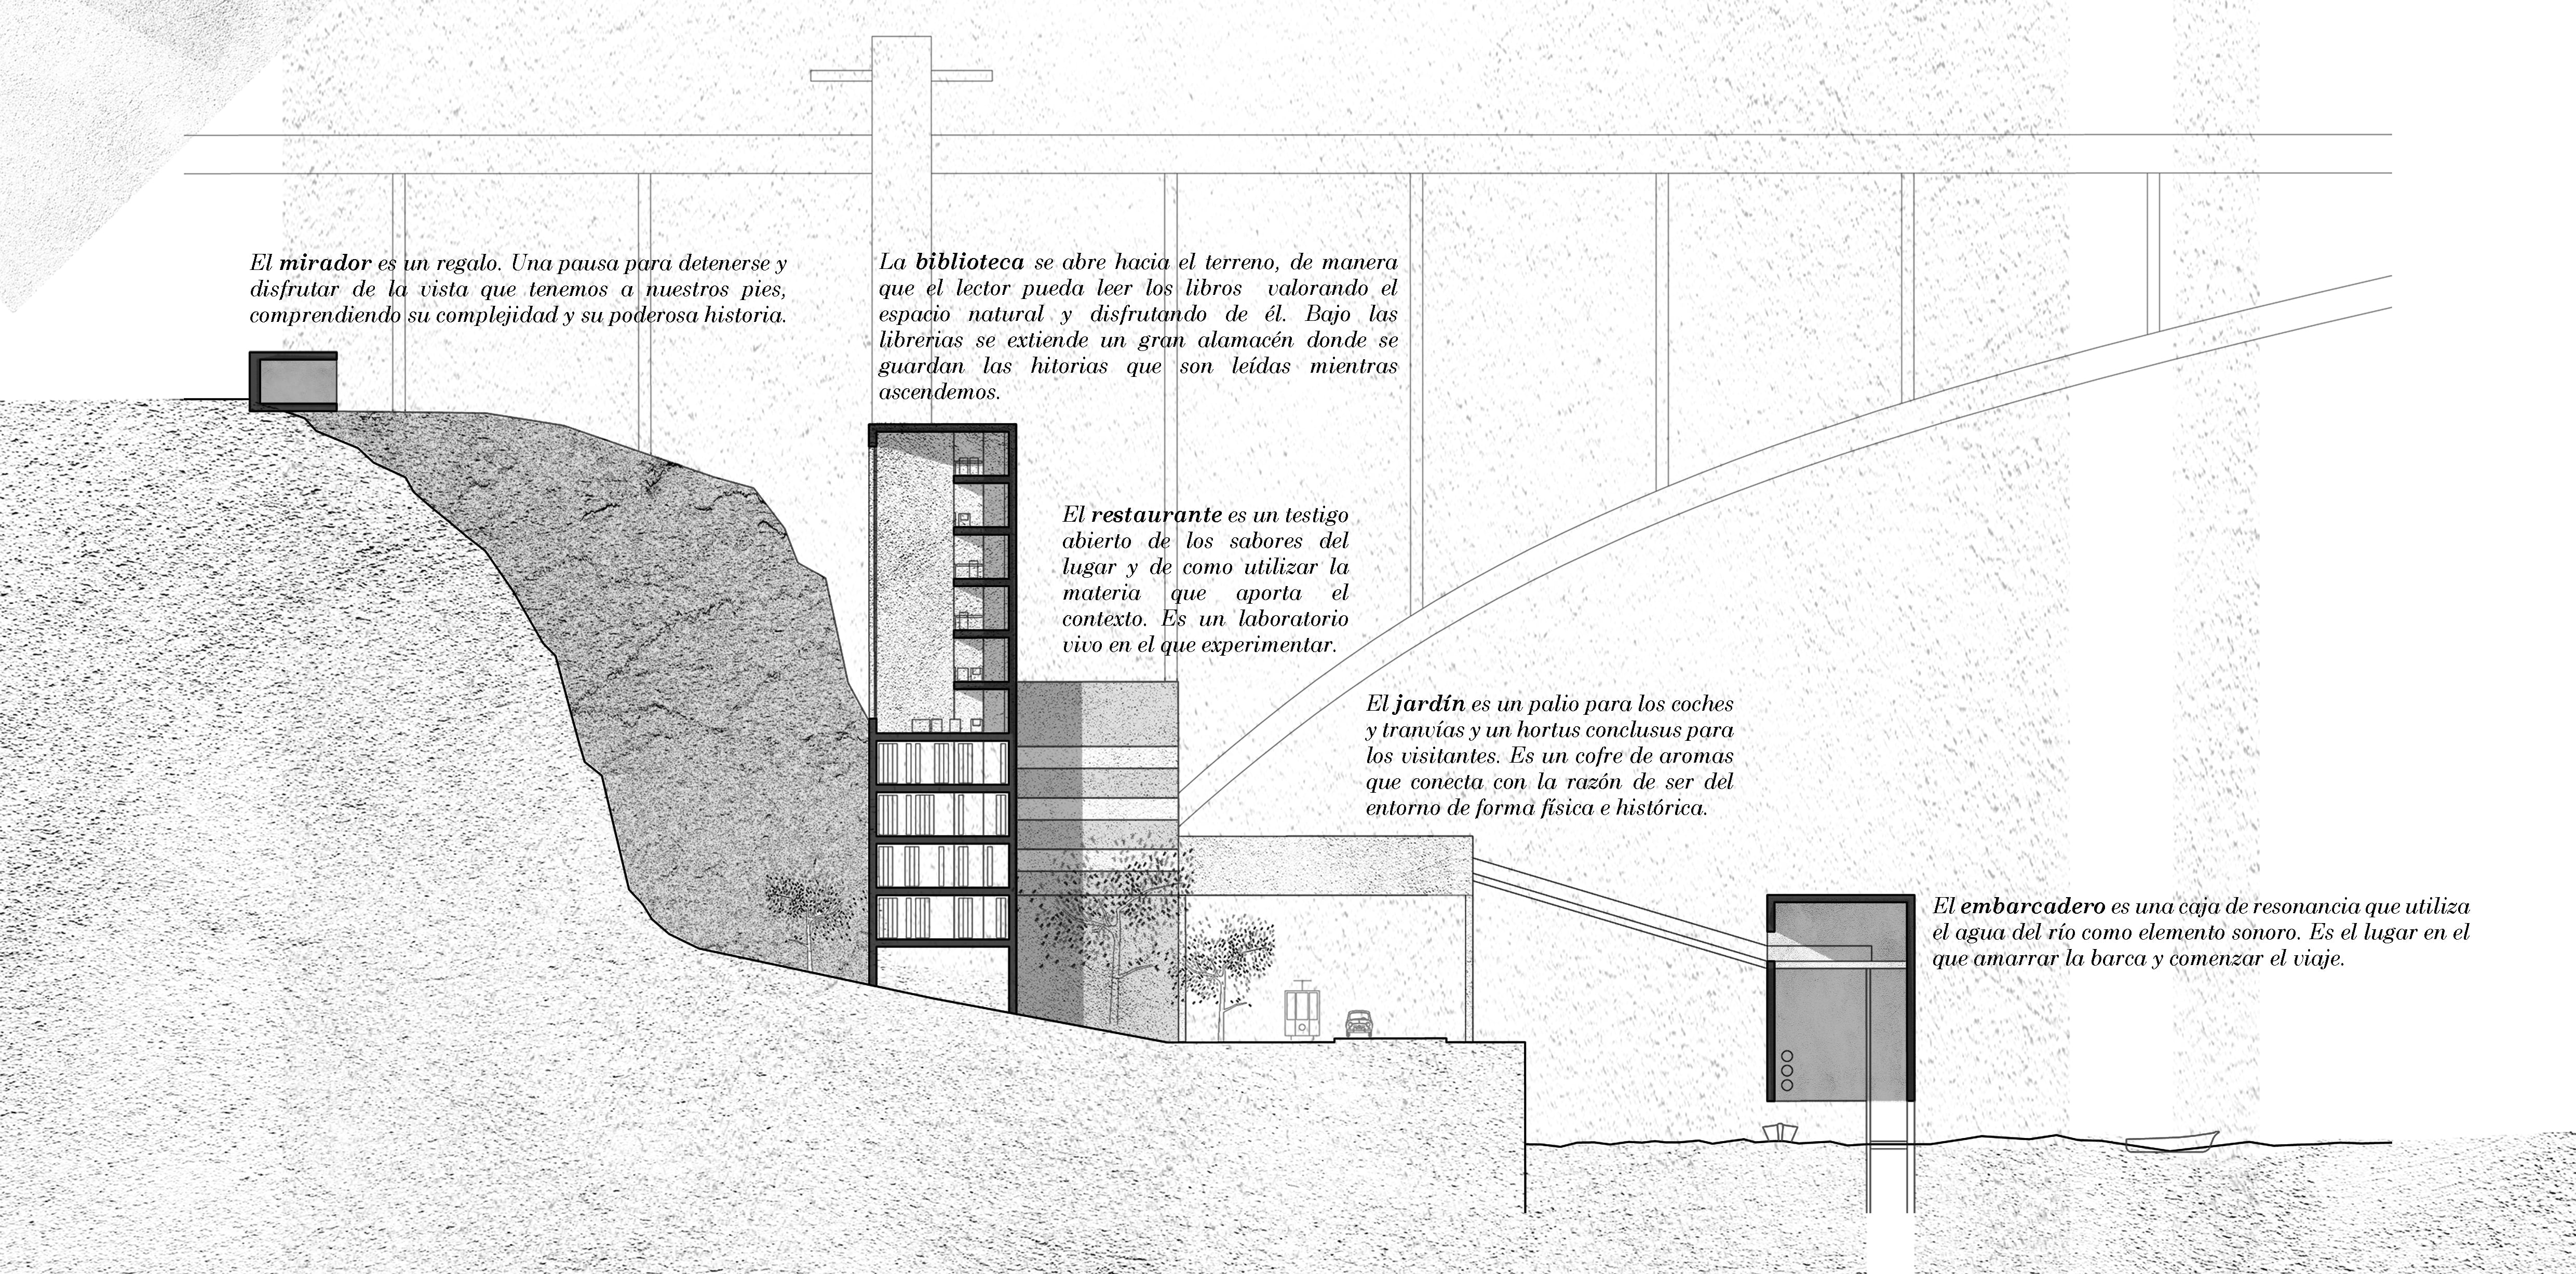 El mirador es un regalo. Una pausa para detenerse y
disfrutar de la vista que tenemos a nuestros pies,
comprendiendo su complejidad y su poderosa historia.
La biblioteca se abre hacia el terreno, de manera
que el lector pueda leer los libros valorando el
espacio natural y disfrutando de él. Bajo las
librerias se extiende un gran alamacén donde se
guardan las hitorias que son leídas mientras
ascendemos.
El restaurante es un testigo
abierto de los sabores del
lugar y de como utilizar la
materia que aporta el
contexto. Es un laboratorio
vivo en el que experimentar.
El jardín es un palio para los coches
y tranvías y un hortus conclusus para
los visitantes. Es un cofre de aromas
que conecta con la razón de ser del
entorno de forma física e histórica.
El embarcadero es una caja de resonancia que utiliza
el agua del río como elemento sonoro. Es el lugar en el
que amarrar la barca y comenzar el viaje.